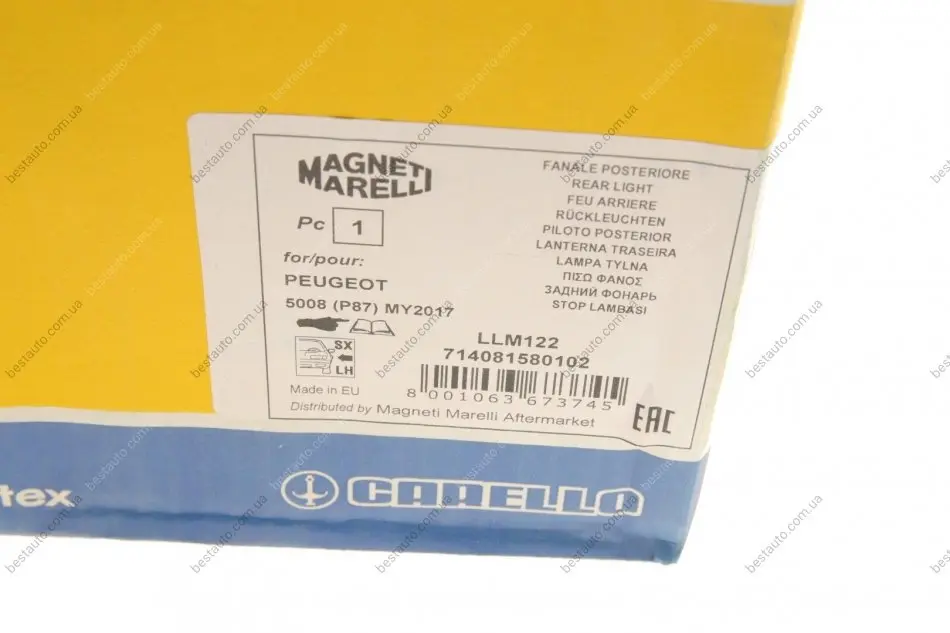 MAGNETI
MARELLI
Pc 1
for/pour:
PEUGEOT
5008 (P87) MY2017
SX
LH
Made in EU
Distributed by Magneti Marelli Aftermarket
FANALE POSTERIORE
REAR LIGHT
FEU ARRIERE
RÜCKLEUCHTEN
PILOTO POSTERIOR
LANTERNA TRASEIRA
LAMPA TYLNA
ΠΙΣΩ ΦΑΝΟΣ
ЗАДНИЙ ФОНАРЬ
STOP LAMBASI
LLM122
714081580102
8 001063 673745
EAC
tex
CARELLO
bestauto.com.ua